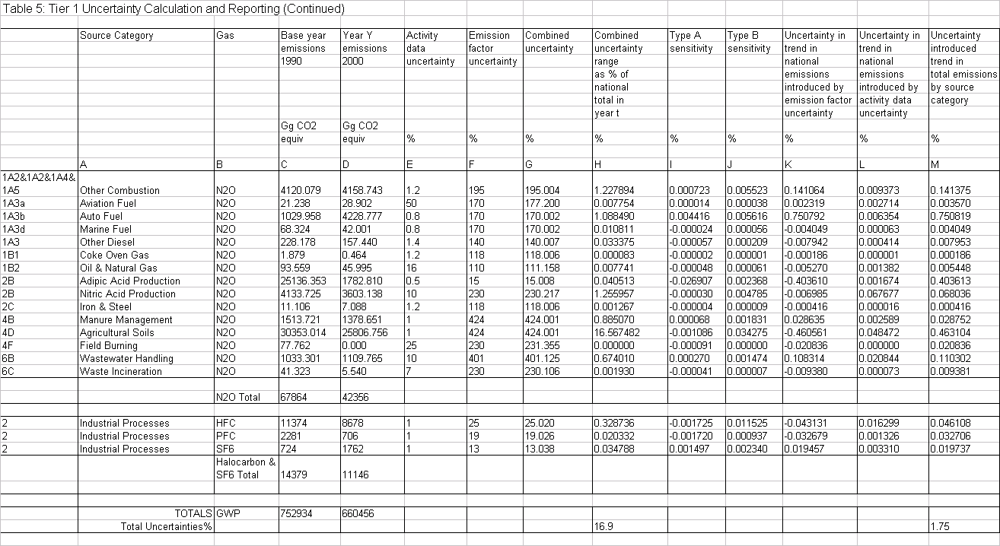 Table 5: Tier 1 Uncertainty Calculation and Reporting (Continued)
Source Category Gas Base year Year Y Activity Emission Combined Combined Type A Type B Uncertainty in Uncertainty in Uncertainty
emissions emissions data factor uncertainty uncertainty sensitivity sensitivity trend in trend in introduced
1990 2000 uncertainty uncertainty range national national trend in
as % of emissions emissions total emissions
national introduced by introduced by by source
total in emission factor activity data category
year t uncertainty uncertainty
Gg CO2 Gg CO2
equiv equiv % % % % % % % % %
A B C D E F G H I J K L M
1A2&1A2&1A4&
1A5 Other Combustion N2O 4120.079 4158.743 1.2 195 195.004 1.227894 0.000723 0.005523 0.141064 0.009373 0.141375
1A3a Aviation Fuel N2O 21.238 28.902 50 170 177.200 0.007754 0.000014 0.000038 0.002319 0.002714 0.003570
1A3b Auto Fuel N2O 1029.958 4228.777 0.8 170 170.002 1.088490 0.004416 0.005616 0.750792 0.006354 0.750819
1A3d Marine Fuel N2O 68.324 42.001 0.8 170 170.002 0.010811 -0.000024 0.000056 -0.004049 0.000063 0.004049
1A3 Other Diesel N2O 228.178 157.440 1.4 140 140.007 0.033375 -0.000057 0.000209 -0.007942 0.000414 0.007953
1B1 Coke Oven Gas N2O 1.879 0.464 1.2 118 118.006 0.000083 -0.000002 0.000001 -0.000186 0.000001 0.000186
1B2 Oil & Natural Gas N2O 93.559 45.995 16 110 111.158 0.007741 -0.000048 0.000061 -0.005270 0.001382 0.005448
2B Adipic Acid Production N2O 25136.353 1782.810 0.5 15 15.008 0.040513 -0.026907 0.002368 -0.403610 0.001674 0.403613
2B Nitric Acid Production N2O 4133.725 3603.138 10 230 230.217 1.255957 -0.000030 0.004785 -0.006985 0.067677 0.068036
2C Iron & Steel N2O 11.106 7.088 1.2 118 118.006 0.001267 -0.000004 0.000009 -0.000416 0.000016 0.000416
4B Manure Management N2O 1513.721 1378.651 1 424 424.001 0.885070 0.000068 0.001831 0.028635 0.002589 0.028752
4D Agricultural Soils N2O 30353.014 25806.756 1 424 424.001 16.567482 -0.001086 0.034275 -0.460561 0.048472 0.463104
4F Field Burning N2O 77.762 0.000 25 230 231.355 0.000000 -0.000091 0.000000 -0.020836 0.000000 0.020836
6B Wastewater Handling N2O 1033.301 1109.765 10 401 401.125 0.674010 0.000270 0.001474 0.108314 0.020844 0.110302
6C Waste Incineration N2O 41.323 5.540 7 230 230.106 0.001930 -0.000041 0.000007 -0.009380 0.000073 0.009381
N2O Total 67864 42356
2 Industrial Processes HFC 11374 8678 1 25 25.020 0.328736 -0.001725 0.011525 -0.043131 0.016299 0.046108
2 Industrial Processes PFC 2281 706 1 19 19.026 0.020332 -0.001720 0.000937 -0.032679 0.001326 0.032706
2 Industrial Processes SF6 724 1762 1 13 13.038 0.034788 0.001497 0.002340 0.019457 0.003310 0.019737
Halocarbon &
SF6 Total 14379 11146
TOTALS GWP 752934 660456
Total Uncertainties% 16.9 1.75